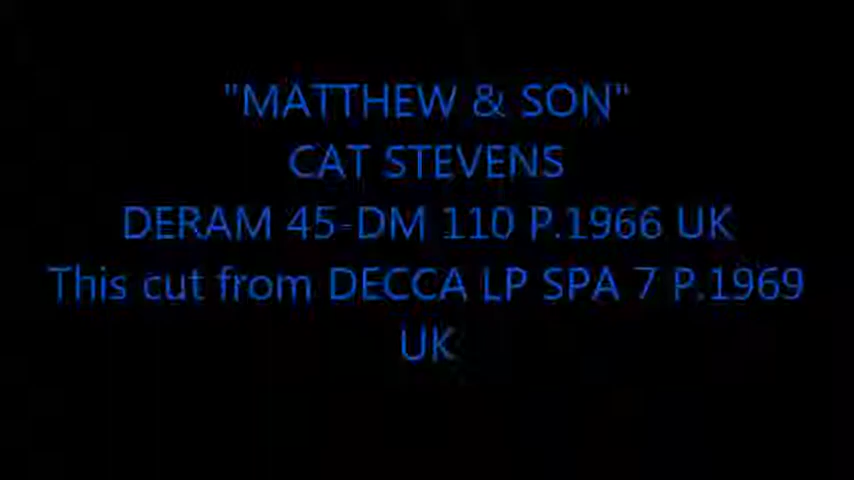 "MATTHEW & SON"
CAT STEVENS
DERAM 45-DM 110 P.1966 UK
This cut from DECCA LP SPA 7 P.1969
UK